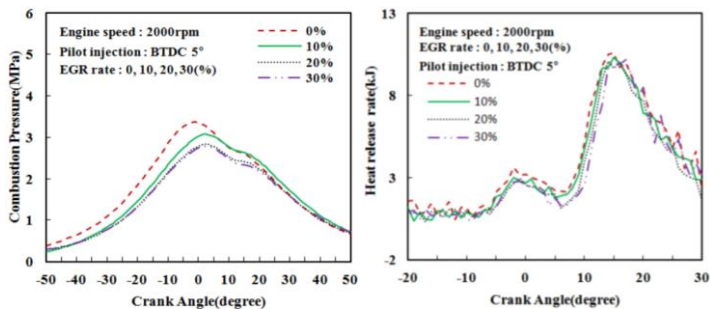 Engine speed : 2000rpm
Pilot injection : BTDC 5°
EGR rate : 0, 10, 20,30(%)
0%
10%
20%
30%
6
5
4
3
2
1
0
-50 -40 -30 -20 -10 0 10 20 30 40 50
Combustion Pressure(MPa)
Crank Angle(degree)
Engine speed : 2000rpm
EGR rate : 0, 10, 20,30(%)
Pilot injection : BTDC 5°
0%
10%
20%
30%
13
8
3
-2
-20 -10 0 10 20 30
Heat release rate(kJ)
Crank Angle(degree)